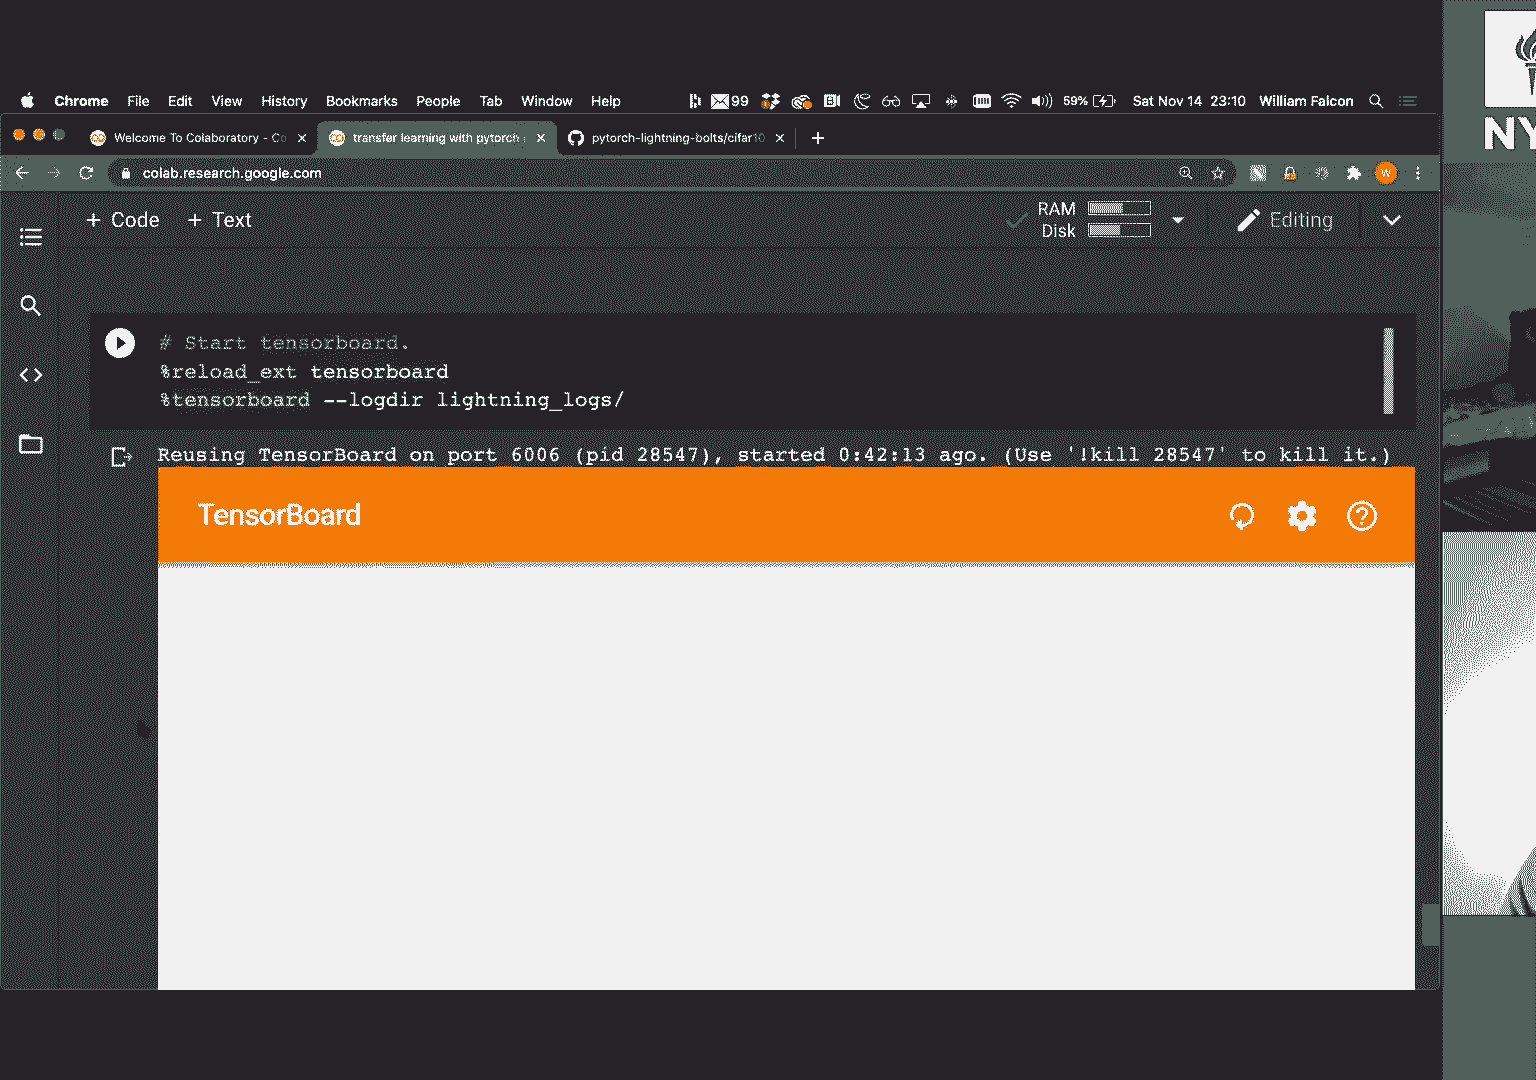 Chrome File Edit View History Bookmarks People Tab Window Help 99 59% Sat Nov 14 23:10 William Falcon
Welcome To Colaboratory - Co
transfer learning with pytorch
pytorch-lightning-bolts/cifar10
colab.research.google.com
W
+ Code + Text
RAM
Disk
Editing
# Start tensorboard.
%reload_ext tensorboard
%tensorboard --logdir lightning_logs/
Reusing TensorBoard on port 6006 (pid 28547), started 0:42:13 ago. (Use '!kill 28547' to kill it.)
TensorBoard
NY